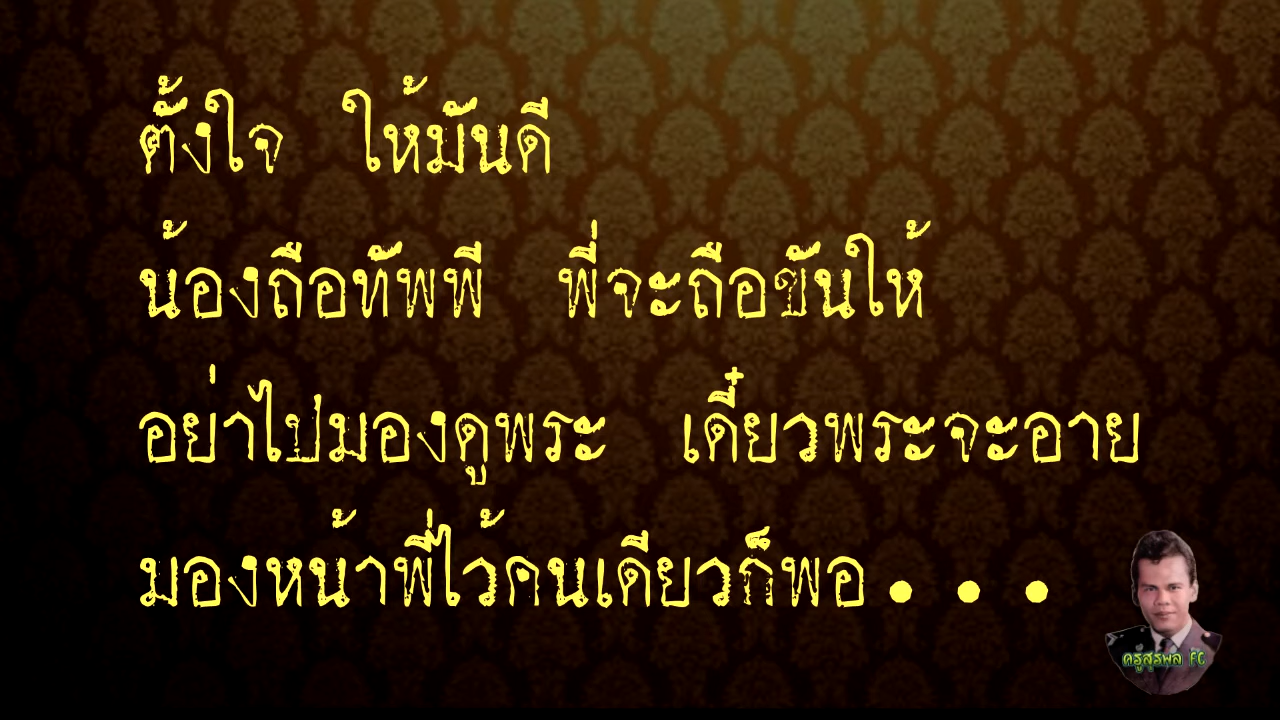 ตั้งใจ ให้มันดี
น้องถือทัพพี พี่จะถือขันให้
อย่าไปมองดูพระ เดี๋ยวพระจะอาย
มองหน้าพี่ไว้คนเดียวก็พอ...
ครูสุรพล FC